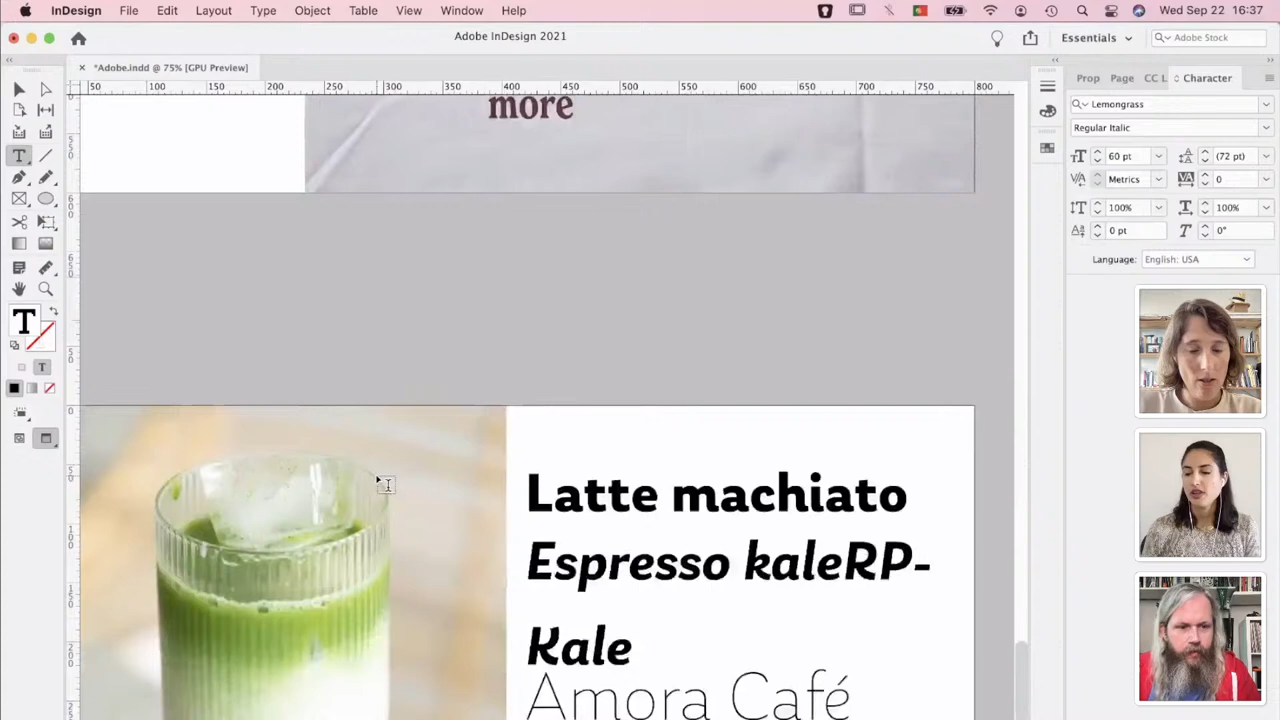 InDesign File Edit Layout Type Object Table View Window Help Wed Sep 22 16:37
Adobe InDesign 2021 Essentials Adobe Stock
× *Adobe.indd @ 75% [GPU Preview]
Prop Page CC L Character
50 100 150 200 250 300 350 400 450 500 550 600 650 700 750 800
more
Lemongrass
Regular Italic
60 pt (72 pt)
Metrics 0
100% 100%
0 pt 0°
Language: English: USA
Latte machiato
Espresso kaleRP-
Kale
Amora Café